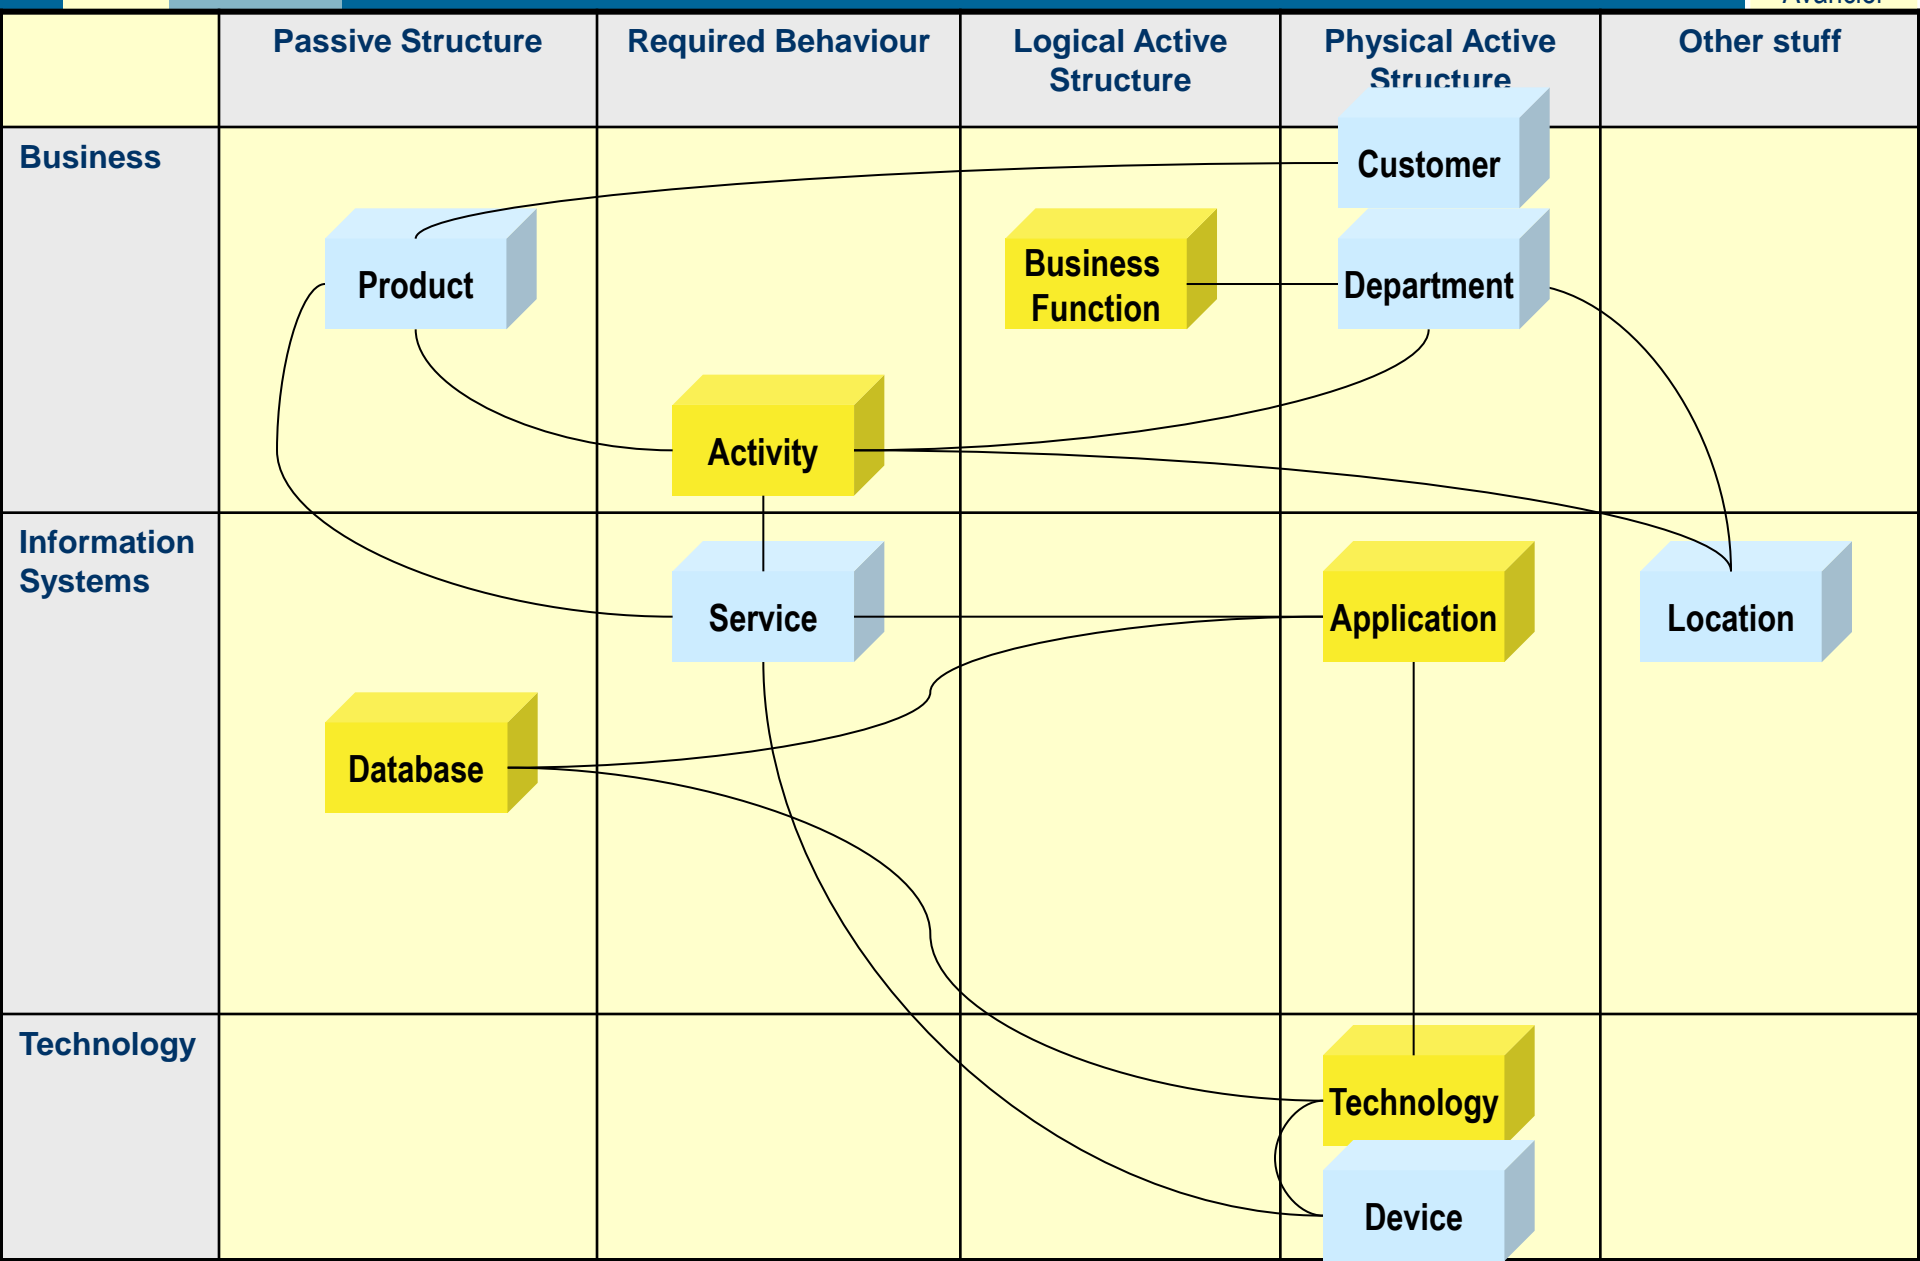 Passive Structure
Required Behaviour
Logical Active
Structure
Physical Active
Structure
Other stuff
Business
Customer
Product
Business
Function
Department
Activity
Information
Systems
Service
Application
Location
Database
Technology
Technology
Device